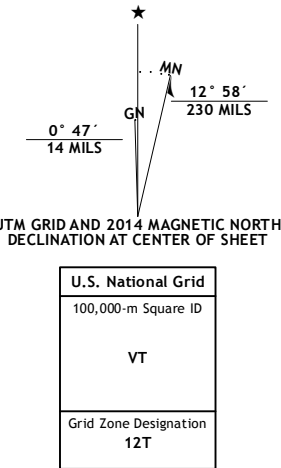 ★
MN
GN
12° 58´
230 MILS
0° 47´
14 MILS
UTM GRID AND 2014 MAGNETIC NORTH
DECLINATION AT CENTER OF SHEET
U.S. National Grid
100,000-m Square ID
VT
Grid Zone Designation
12T